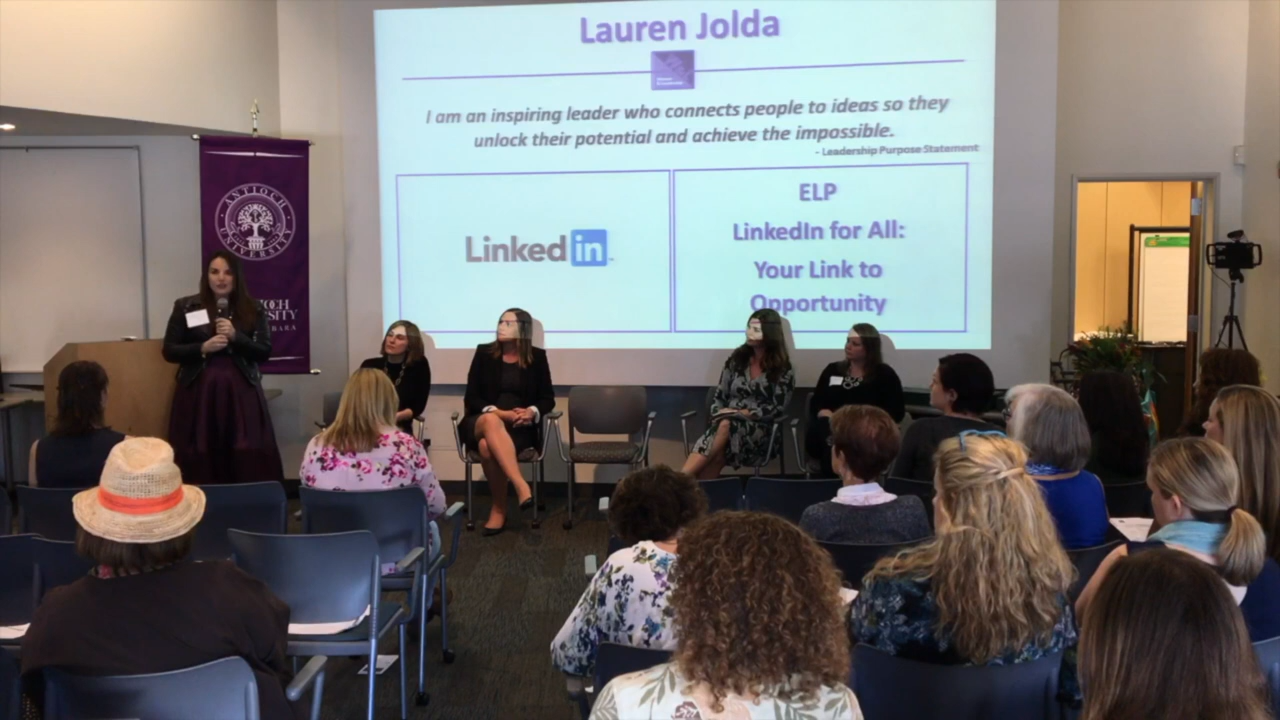 Lauren Jolda
I am an inspiring leader who connects people to ideas so they
unlock their potential and achieve the impossible.
- Leadership Purpose Statement
LinkedIn
ELP
LinkedIn for All:
Your Link to
Opportunity
ANTIOCH
UNIVERSITY